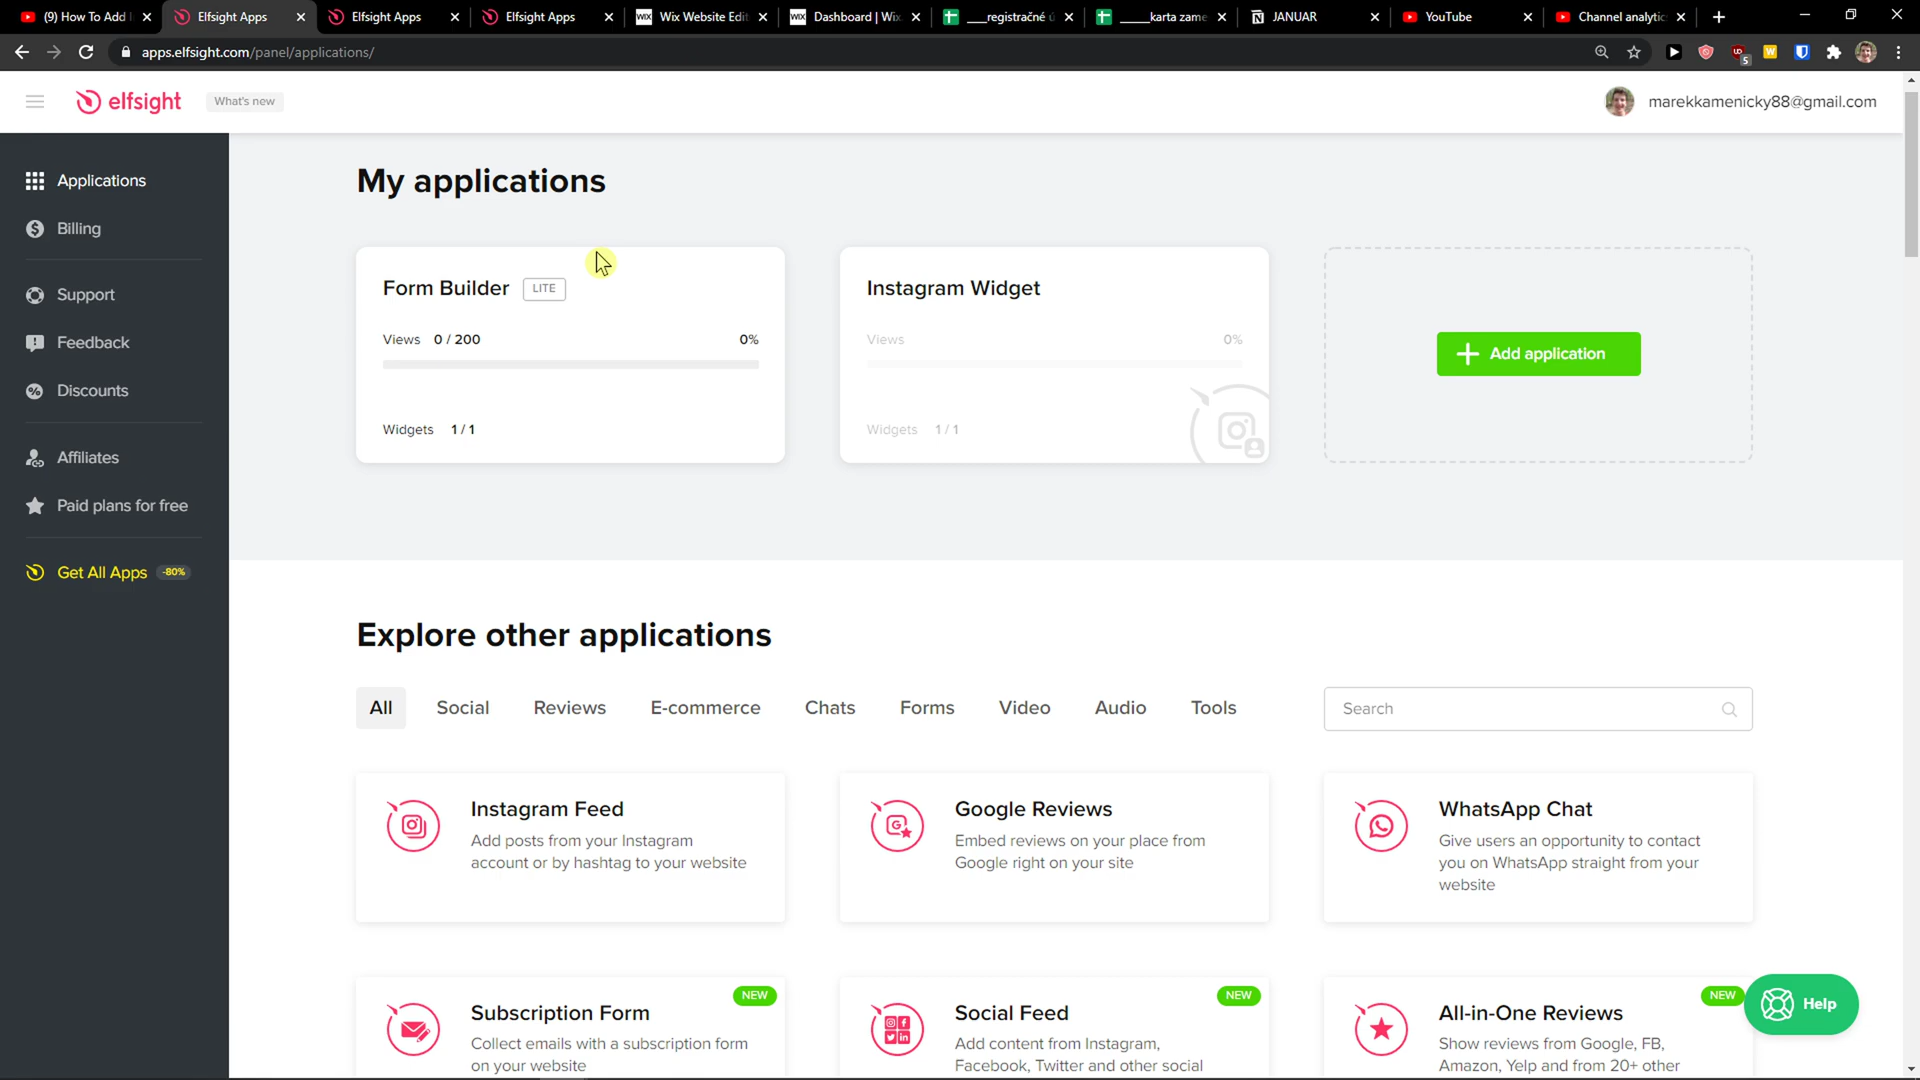 (9) How To Add
Elfsight Apps
Elfsight Apps
Elfsight Apps
WIX Wix Website Edit
WIX Dashboard | Wix
___registračné ú
____karta zame
JANUAR
YouTube
Channel analytic
apps.elfsight.com/panel/applications/
5
elfsight
What's new
marekkamenicky88@gmail.com
Applications
Billing
Support
Feedback
Discounts
Affiliates
Paid plans for free
Get All Apps -80%
My applications
Form Builder LITE
Views 0 / 200 0%
Widgets 1 / 1
Instagram Widget
Views 0%
Widgets 1 / 1
Add application
Explore other applications
All
Social
Reviews
E-commerce
Chats
Forms
Video
Audio
Tools
Search
Instagram Feed
Add posts from your Instagram
account or by hashtag to your website
Google Reviews
Embed reviews on your place from
Google right on your site
WhatsApp Chat
Give users an opportunity to contact
you on WhatsApp straight from your
website
NEW
Subscription Form
Collect emails with a subscription form
on your website
NEW
Social Feed
Add content from Instagram,
Facebook, Twitter and other social
NEW
All-in-One Reviews
Show reviews from Google, FB,
Amazon, Yelp and from 20+ other
Help